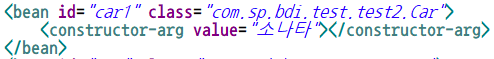 <bean id="car1" class="com.sp.bdi.test.test2.Car">
<constructor-arg value="소나타"></constructor-arg>
</bean>